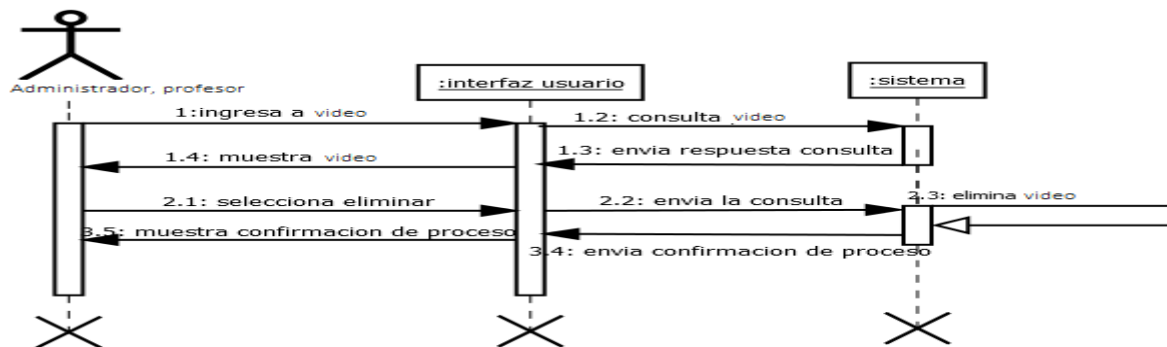 Administrador, profesor
:interfaz usuario
:sistema
1:ingresa a video
1.2: consulta video
1.3: envia respuesta consulta
1.4: muestra video
2.1: selecciona eliminar
2.2: envia la consulta
2.3: elimina video
3.4: envia confirmacion de proceso
3.5: muestra confirmacion de proceso